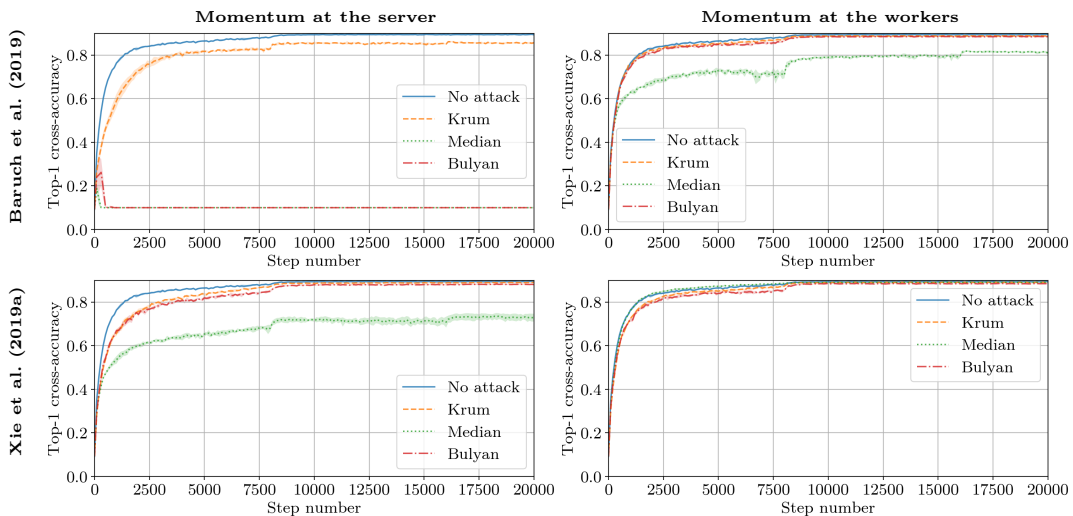 Momentum at the server
Momentum at the workers
Baruch et al. (2019)
Top-1 cross-accuracy
0.8
0.6
0.4
0.2
0.0
No attack
Krum
Median
Bulyan
0 2500 5000 7500 10000 12500 15000 17500 20000
Step number
Top-1 cross-accuracy
0.8
0.6
0.4
0.2
0.0
No attack
Krum
Median
Bulyan
0 2500 5000 7500 10000 12500 15000 17500 20000
Step number
Xie et al. (2019a)
Top-1 cross-accuracy
0.8
0.6
0.4
0.2
0.0
No attack
Krum
Median
Bulyan
0 2500 5000 7500 10000 12500 15000 17500 20000
Step number
Top-1 cross-accuracy
0.8
0.6
0.4
0.2
0.0
No attack
Krum
Median
Bulyan
0 2500 5000 7500 10000 12500 15000 17500 20000
Step number